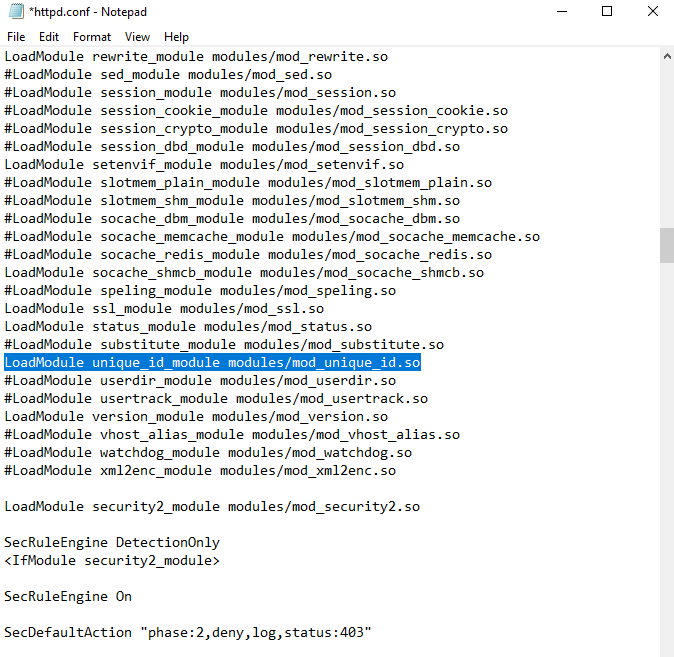 *httpd.conf - Notepad
File Edit Format View Help
LoadModule rewrite_module modules/mod_rewrite.so
#LoadModule sed_module modules/mod_sed.so
#LoadModule session_module modules/mod_session.so
#LoadModule session_cookie_module modules/mod_session_cookie.so
#LoadModule session_crypto_module modules/mod_session_crypto.so
#LoadModule session_dbd_module modules/mod_session_dbd.so
LoadModule setenvif_module modules/mod_setenvif.so
#LoadModule slotmem_plain_module modules/mod_slotmem_plain.so
#LoadModule slotmem_shm_module modules/mod_slotmem_shm.so
#LoadModule socache_dbm_module modules/mod_socache_dbm.so
#LoadModule socache_memcache_module modules/mod_socache_memcache.so
#LoadModule socache_redis_module modules/mod_socache_redis.so
LoadModule socache_shmcb_module modules/mod_socache_shmcb.so
#LoadModule speling_module modules/mod_speling.so
LoadModule ssl_module modules/mod_ssl.so
LoadModule status_module modules/mod_status.so
#LoadModule substitute_module modules/mod_substitute.so
LoadModule unique_id_module modules/mod_unique_id.so
#LoadModule userdir_module modules/mod_userdir.so
#LoadModule usertrack_module modules/mod_usertrack.so
LoadModule version_module modules/mod_version.so
#LoadModule vhost_alias_module modules/mod_vhost_alias.so
#LoadModule watchdog_module modules/mod_watchdog.so
#LoadModule xml2enc_module modules/mod_xml2enc.so
LoadModule security2_module modules/mod_security2.so
SecRuleEngine DetectionOnly
<IfModule security2_module>
SecRuleEngine On
SecDefaultAction "phase:2,deny,log,status:403"